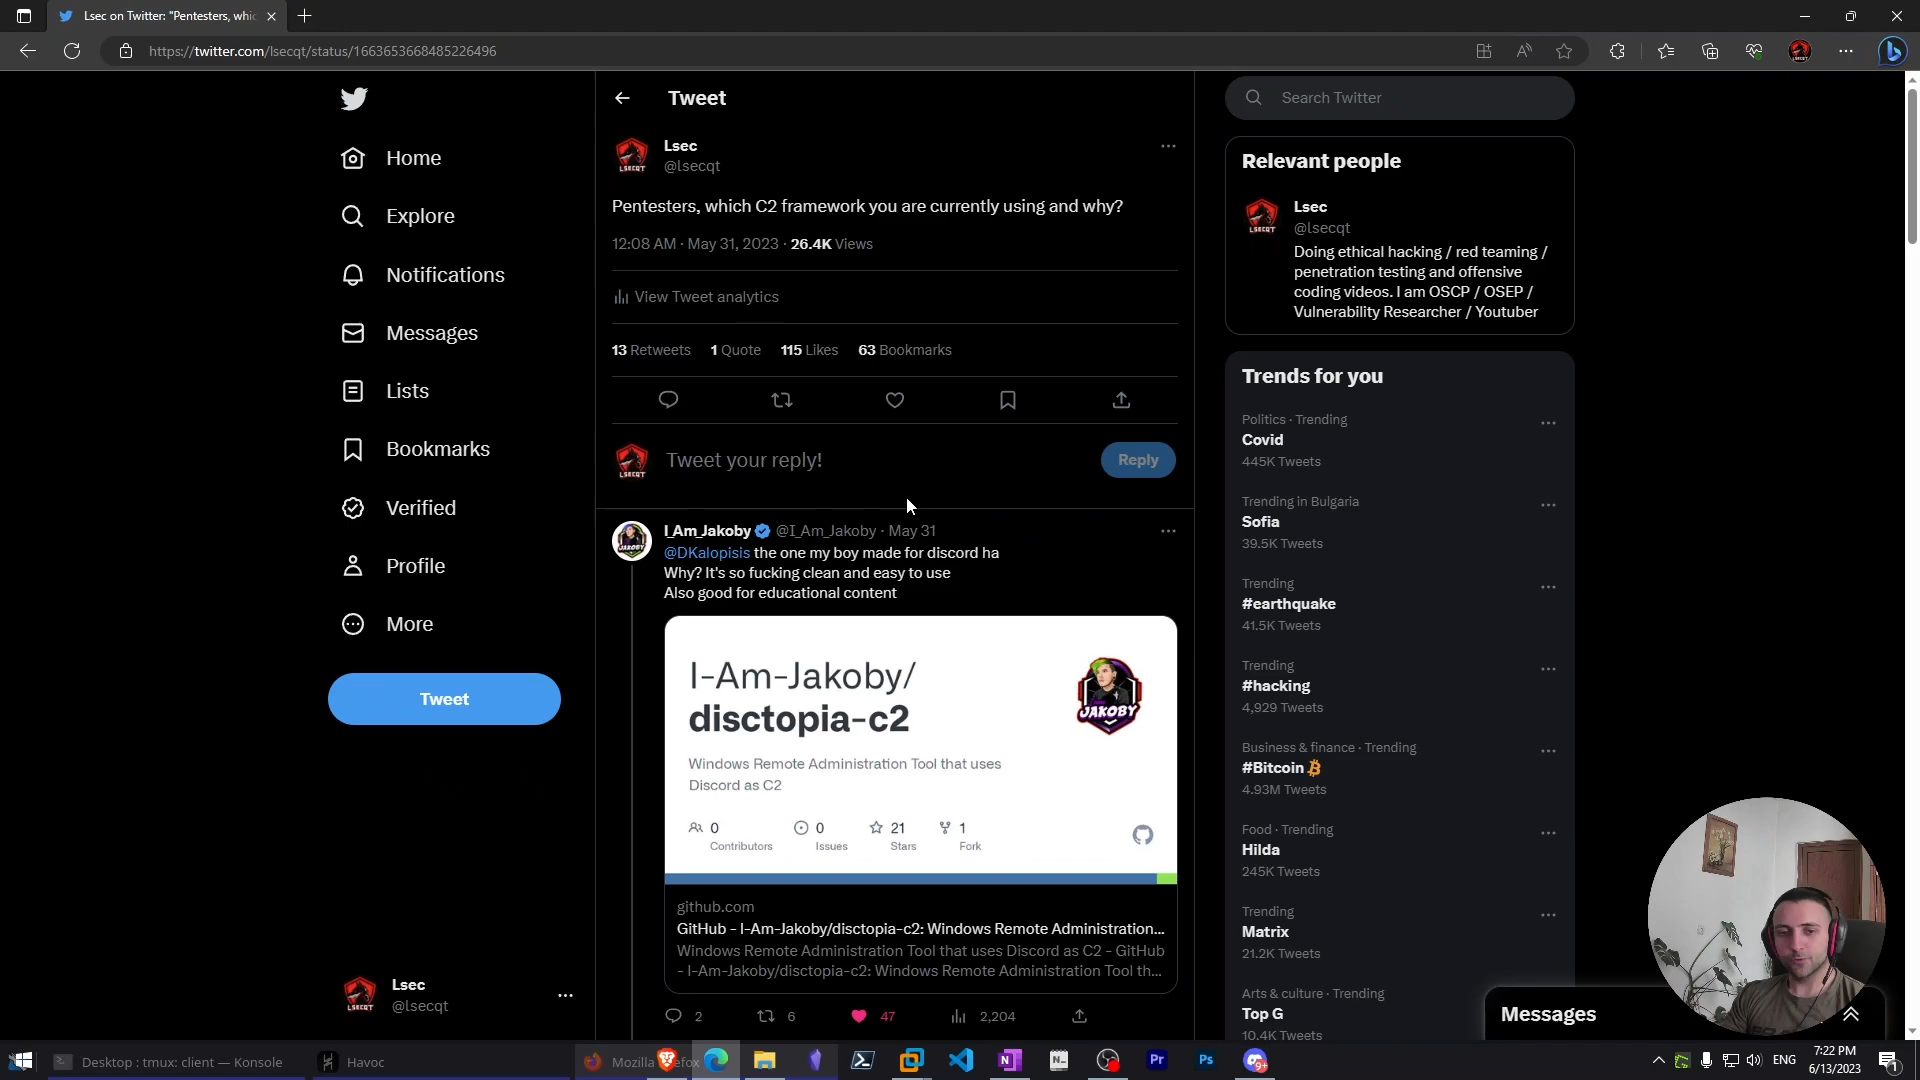 Lsec on Twitter: "Pentesters, whic
https://twitter.com/lsecqt/status/1663653668485226496
Home
Explore
Notifications
Messages
Lists
Bookmarks
Verified
Profile
More
Tweet
Lsec
@lsecqt
Tweet
Lsec
@lsecqt
Pentesters, which C2 framework you are currently using and why?
12:08 AM · May 31, 2023 · 26.4K Views
View Tweet analytics
13 Retweets 1 Quote 115 Likes 63 Bookmarks
LSECQT
Tweet your reply!
Reply
I_Am_Jakoby @I_Am_Jakoby · May 31
@DKalopisis the one my boy made for discord ha
Why? It's so fucking clean and easy to use
Also good for educational content
I-Am-Jakoby/
disctopia-c2
JAKOBY
Windows Remote Administration Tool that uses
Discord as C2
0 Contributors
0 Issues
21 Stars
1 Fork
github.com
GitHub - I-Am-Jakoby/disctopia-c2: Windows Remote Administration...
Windows Remote Administration Tool that uses Discord as C2 - GitHub
- I-Am-Jakoby/disctopia-c2: Windows Remote Administration Tool th...
2 6 47 2,204
Search Twitter
Relevant people
Lsec
@lsecqt
Doing ethical hacking / red teaming /
penetration testing and offensive
coding videos. I am OSCP / OSEP /
Vulnerability Researcher / Youtuber
Trends for you
Politics · Trending
Covid
445K Tweets
Trending in Bulgaria
Sofia
39.5K Tweets
Trending
#earthquake
41.5K Tweets
Trending
#hacking
4,929 Tweets
Business & finance · Trending
#Bitcoin
4.93M Tweets
Food · Trending
Hilda
245K Tweets
Trending
Matrix
21.2K Tweets
Arts & culture · Trending
Top G
10.4K Tweets
Messages
Desktop : tmux: client — Konsole
Havoc
Mozilla Firefox
N
N
Pr
Ps
9+
ENG
7:22 PM
6/13/2023
1